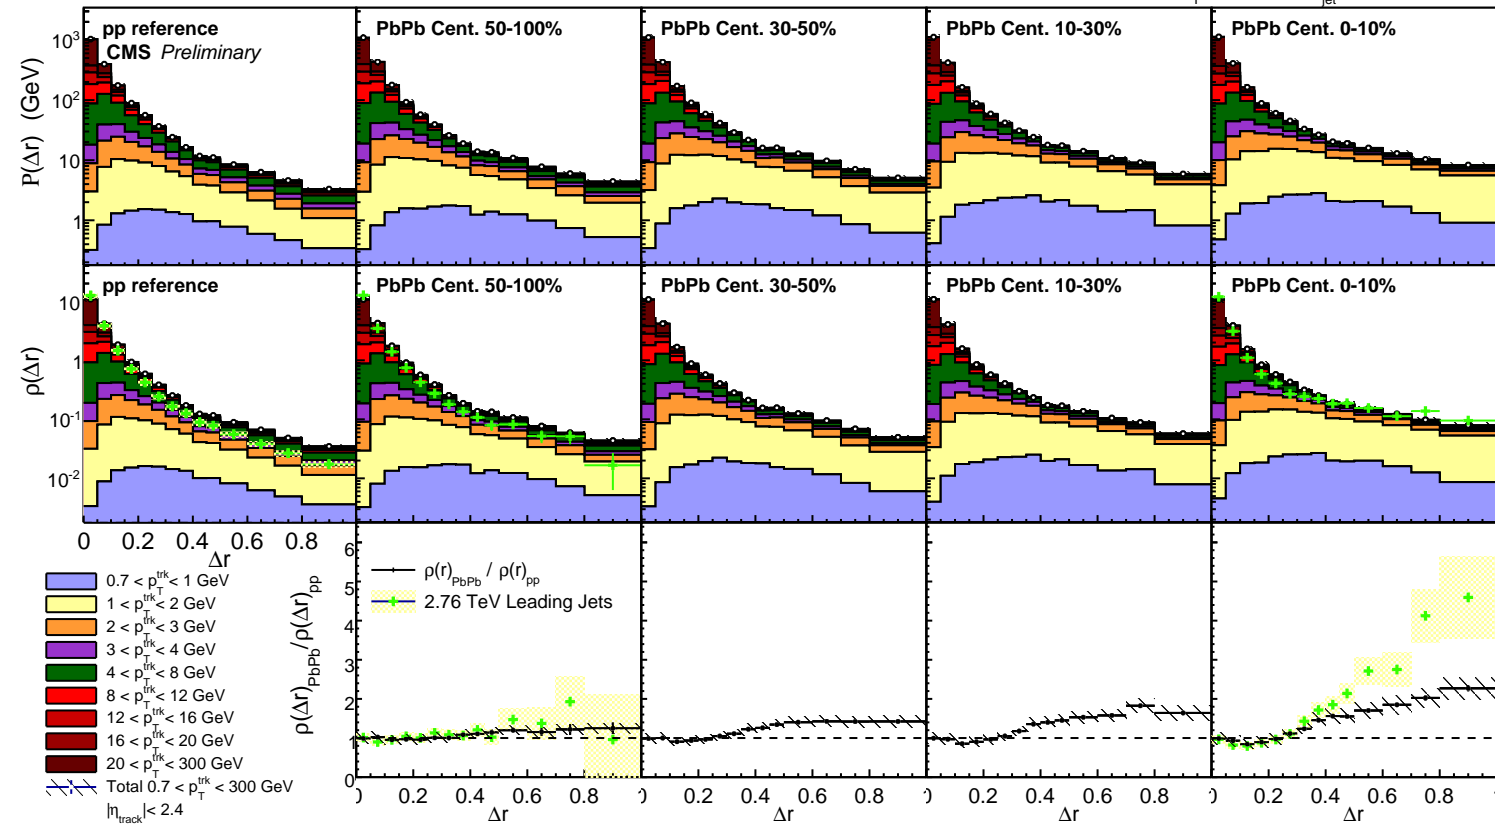 jet
pp reference
CMS Preliminary
PbPb Cent. 50-100%
PbPb Cent. 30-50%
PbPb Cent. 10-30%
PbPb Cent. 0-10%
P(Δr) (GeV)
10³
10²
10
1
pp reference
PbPb Cent. 50-100%
PbPb Cent. 30-50%
PbPb Cent. 10-30%
PbPb Cent. 0-10%
ρ(Δr)
10
1
10⁻¹
10⁻²
0 0.2 0.4 0.6 0.8
Δr
0.7 < p_T^trk < 1 GeV
1 < p_T^trk < 2 GeV
2 < p_T^trk < 3 GeV
3 < p_T^trk < 4 GeV
4 < p_T^trk < 8 GeV
8 < p_T^trk < 12 GeV
12 < p_T^trk < 16 GeV
16 < p_T^trk < 20 GeV
20 < p_T^trk < 300 GeV
Total 0.7 < p_T^trk < 300 GeV
|η_track| < 2.4
ρ(Δr)_PbPb / ρ(Δr)_pp
6
5
4
3
2
1
0
ρ(r)_PbPb / ρ(r)_pp
2.76 TeV Leading Jets
0.2 0.4 0.6 0.8
Δr
0.2 0.4 0.6 0.8
Δr
0.2 0.4 0.6 0.8
Δr
0.2 0.4 0.6 0.8
Δr